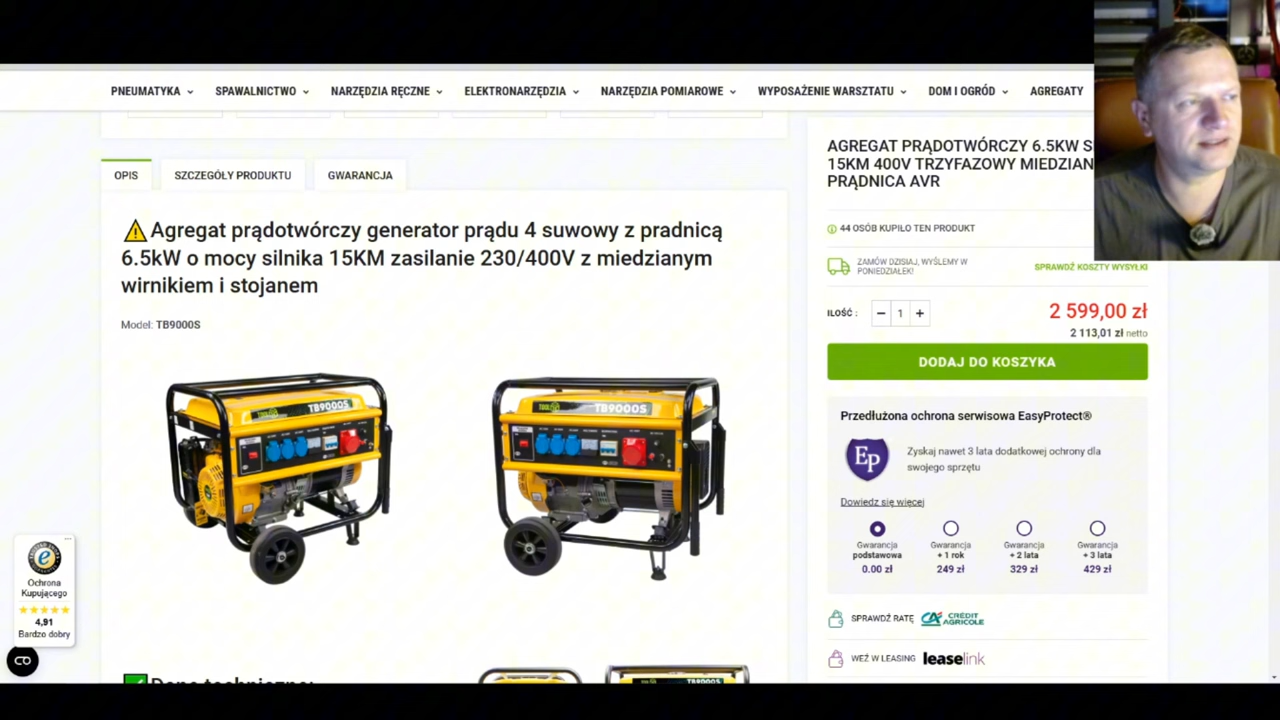 PNEUMATYKA
SPAWALNICTWO
NARZĘDZIA RĘCZNE
ELEKTRONARZĘDZIA
NARZĘDZIA POMIAROWE
WYPOSAŻENIE WARSZTATU
DOM I OGRÓD
AGREGATY
OPIS
SZCZEGÓŁY PRODUKTU
GWARANCJA
⚠️Agregat prądotwórczy generator prądu 4 suwowy z pradnicą
6.5kW o mocy silnika 15KM zasilanie 230/400V z miedzianym
wirnikiem i stojanem
Model: TB9000S
TB9000S
TB9000S
Dane techniczne:
TB9000S
AGREGAT PRĄDOTWÓRCZY 6.5KW S
15KM 400V TRZYFAZOWY MIEDZIAN
PRĄDNICA AVR
44 OSÓB KUPIŁO TEN PRODUKT
ZAMÓW DZISIAJ, WYŚLEMY W
PONIEDZIAŁEK!
SPRAWDŹ KOSZTY WYSYŁKI
ILOŚĆ :
− 1 +
2 599,00 zł
2 113,01 zł netto
DODAJ DO KOSZYKA
Przedłużona ochrona serwisowa EasyProtect®
Ep
Zyskaj nawet 3 lata dodatkowej ochrony dla
swojego sprzętu
Dowiedz się więcej
Gwarancja
podstawowa
0.00 zł
Gwarancja
+ 1 rok
249 zł
Gwarancja
+ 2 lata
329 zł
Gwarancja
+ 3 lata
429 zł
SPRAWDŹ RATĘ
CA CRÉDIT
AGRICOLE
WEŹ W LEASING leaselink
e
Ochrona
Kupującego
4,91
Bardzo dobry